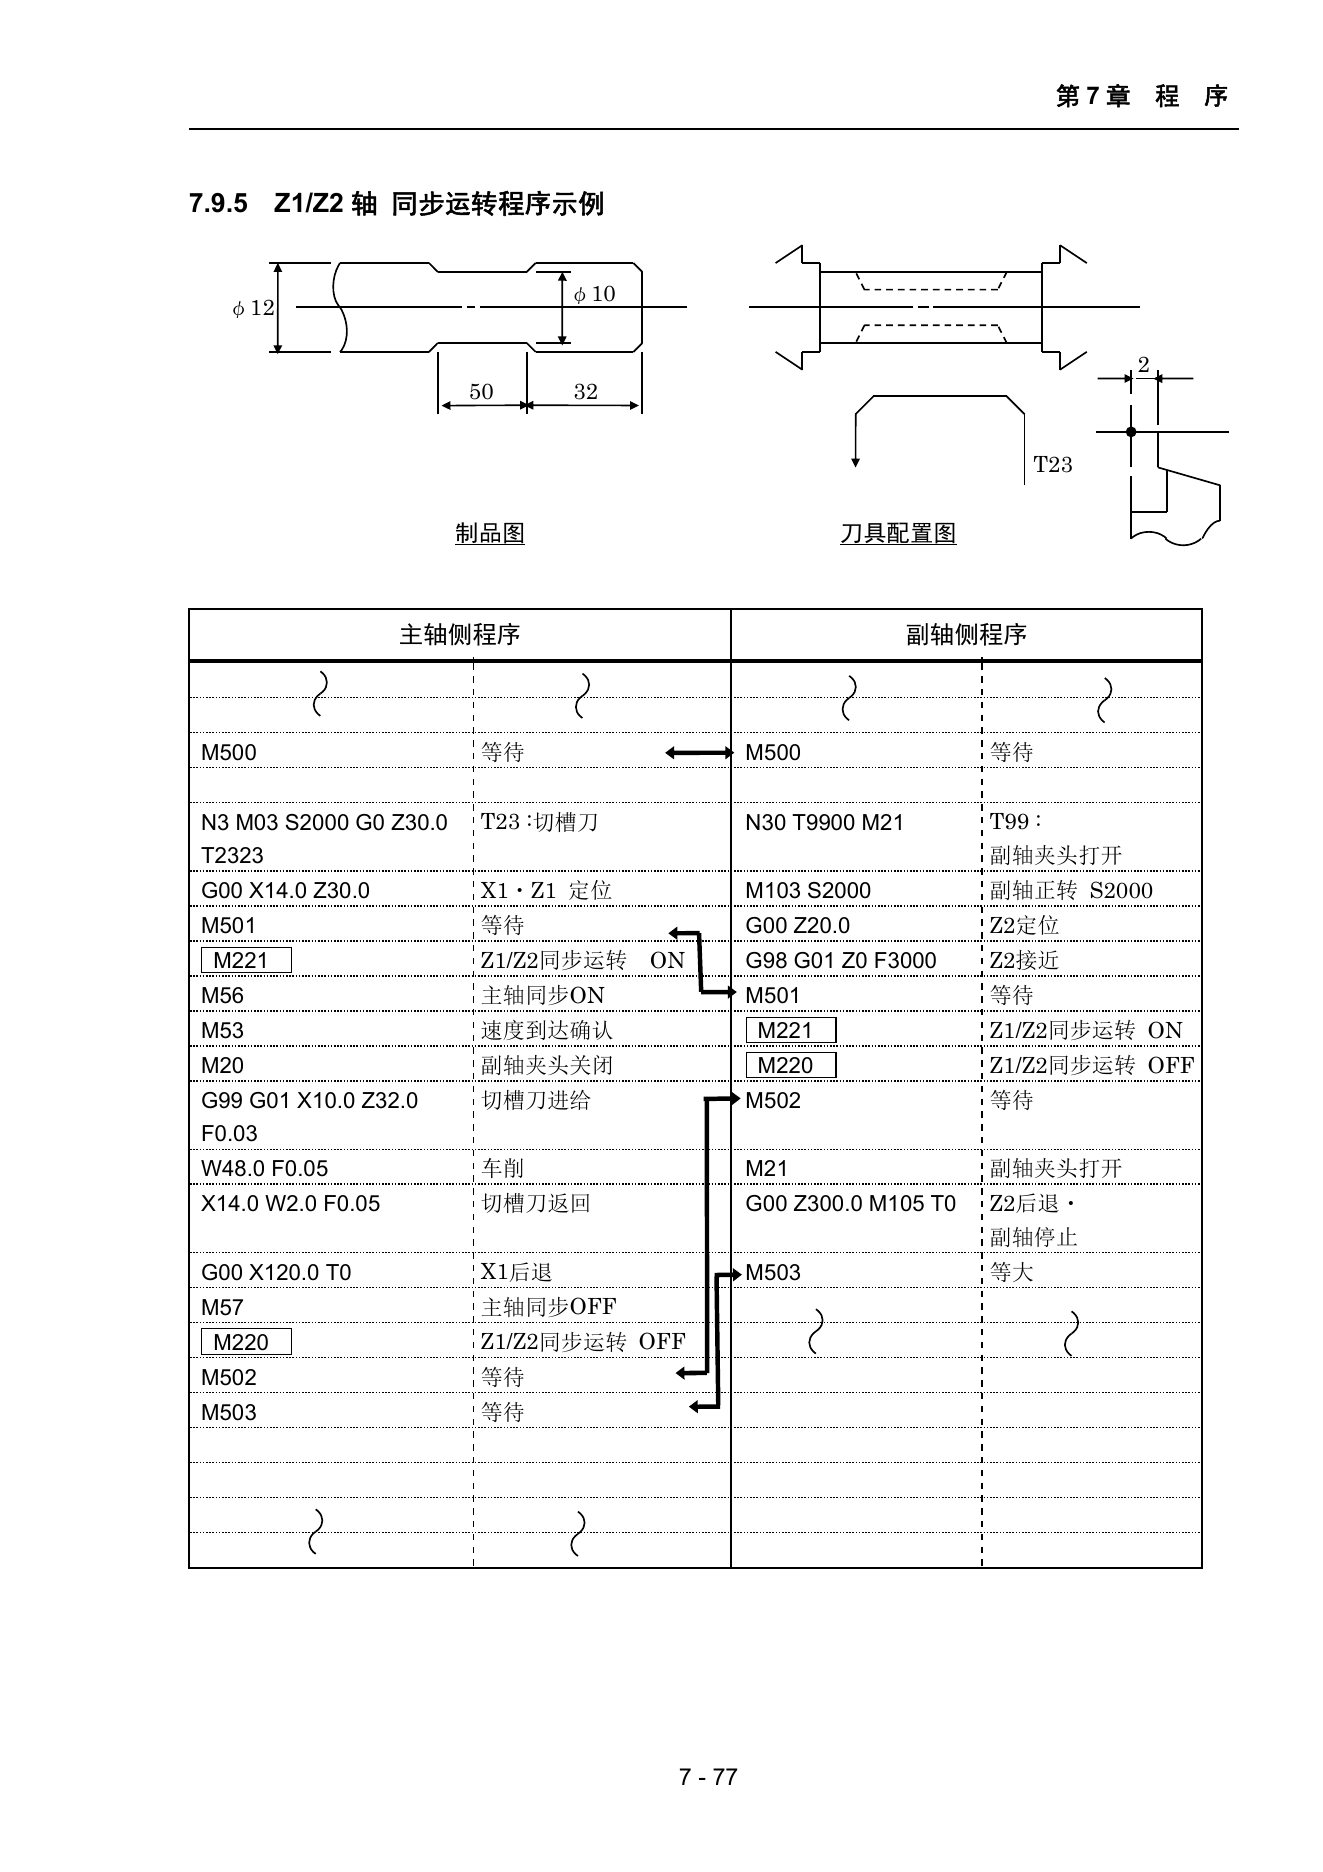 第 7 章　程　序
7.9.5　Z1/Z2 轴 同步运转程序示例
φ 12
φ 10
50
32
2
T23
制品图
刀具配置图
主轴侧程序
副轴侧程序
M500 等待 M500 等待
N3 M03 S2000 G0 Z30.0 T23 :切槽刀 N30 T9900 M21 T99 :
T2323 副轴夹头打开
G00 X14.0 Z30.0 X1・Z1 定位 M103 S2000 副轴正转 S2000
M501 等待 G00 Z20.0 Z2定位
M221 Z1/Z2同步运转 ON G98 G01 Z0 F3000 Z2接近
M56 主轴同步ON M501 等待
M53 速度到达确认 M221 Z1/Z2同步运转 ON
M20 副轴夹头关闭 M220 Z1/Z2同步运转 OFF
G99 G01 X10.0 Z32.0 切槽刀进给 M502 等待
F0.03
W48.0 F0.05 车削 M21 副轴夹头打开
X14.0 W2.0 F0.05 切槽刀返回 G00 Z300.0 M105 T0 Z2后退・
副轴停止
G00 X120.0 T0 X1后退 M503 等大
M57 主轴同步OFF
M220 Z1/Z2同步运转 OFF
M502 等待
M503 等待
7 - 77